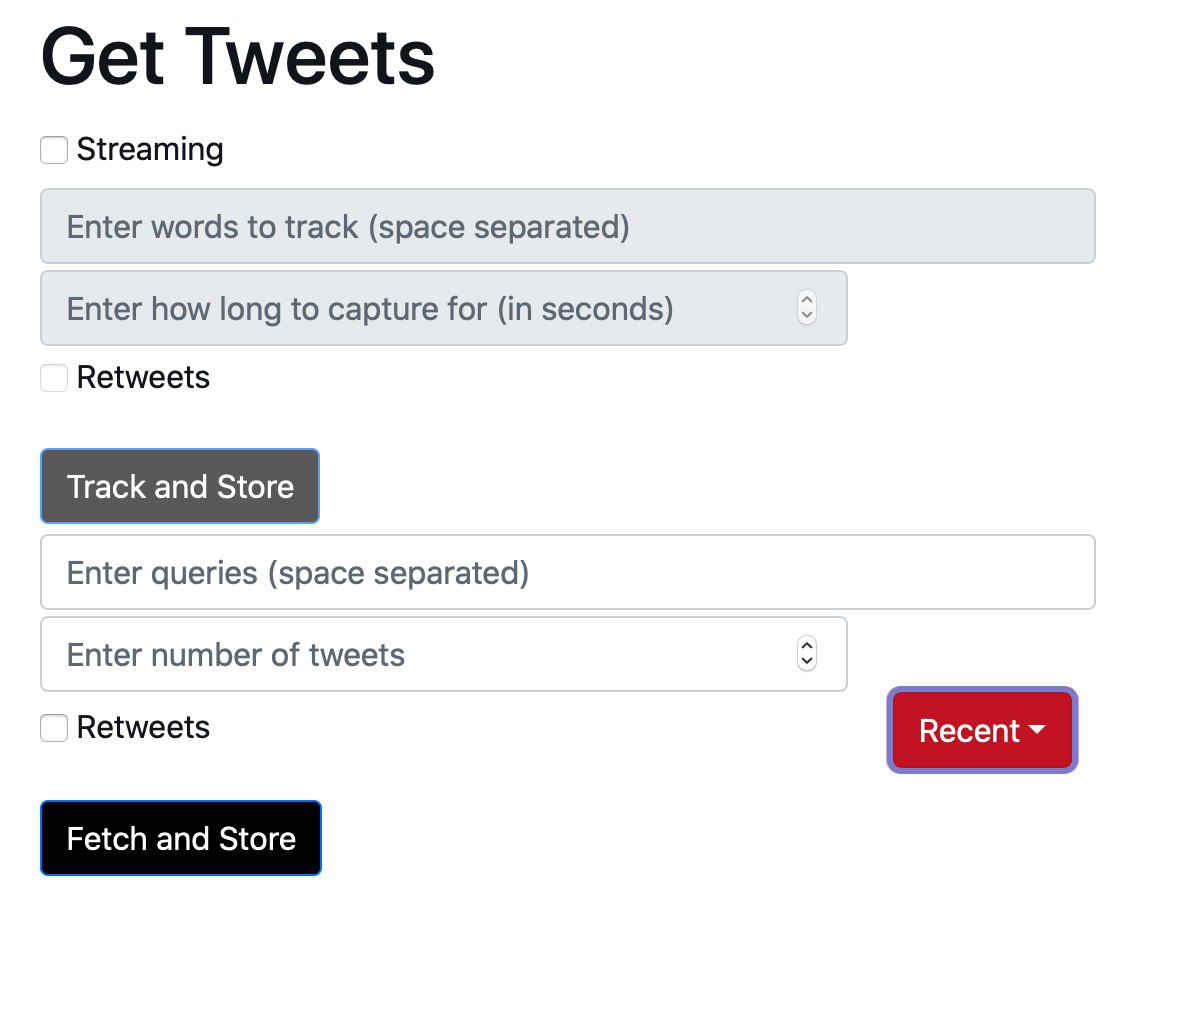 Get Tweets
Streaming
Enter words to track (space separated)
Enter how long to capture for (in seconds)
Retweets
Track and Store
Enter queries (space separated)
Enter number of tweets
Retweets
Recent
Fetch and Store